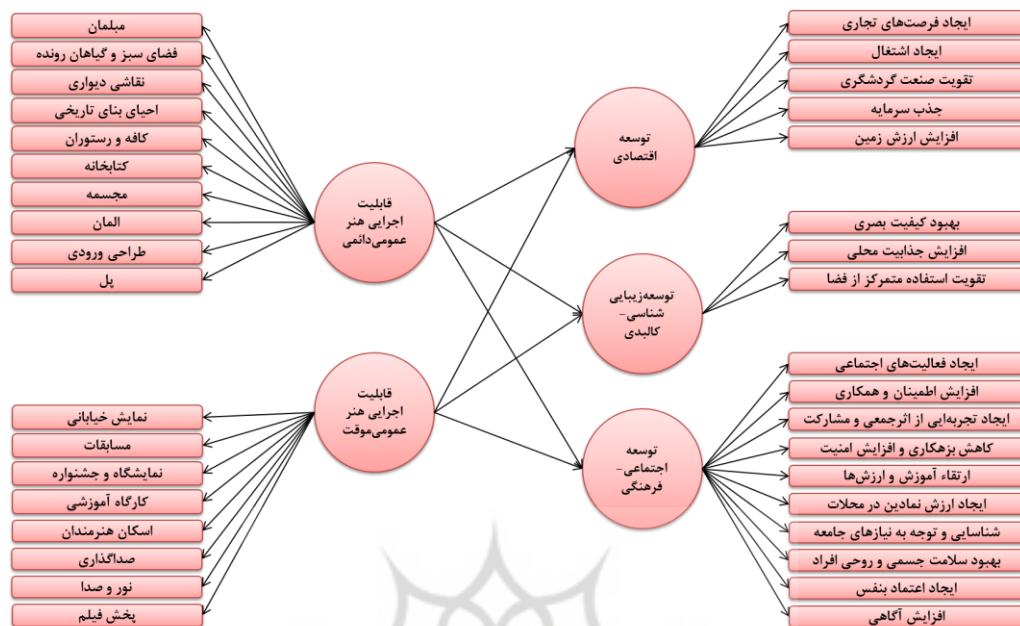 ایجاد فرصت‌های تجاری
ایجاد اشتغال
تقویت صنعت گردشگری
جذب سرمایه
افزایش ارزش زمین
بهبود کیفیت بصری
افزایش جذابیت محلی
تقویت استفاده متمرکز از فضا
ایجاد فعالیت‌های اجتماعی
افزایش اطمینان و همکاری
ایجاد تجربه‌ایی از اثرجمعی و مشارکت
کاهش بزهکاری و افزایش امنیت
ارتقاء آموزش و ارزش‌ها
ایجاد ارزش نمادین در محلات
شناسایی و توجه به نیازهای جامعه
بهبود سلامت جسمی و روحی افراد
ایجاد اعتماد بنفس
افزایش آگاهی
توسعه
اقتصادی
توسعه‌زیبایی
شناسی-
کالبدی
توسعه
اجتماعی-
فرهنگی
قابلیت
اجرایی هنر
عمومی‌دائمی
قابلیت
اجرایی هنر
عمومی‌موقت
مبلمان
فضای سبز و گیاهان رونده
نقاشی دیواری
احیای بنای تاریخی
کافه و رستوران
کتابخانه
مجسمه
المان
طراحی ورودی
پل
نمایش خیابانی
مسابقات
نمایشگاه و جشنواره
کارگاه آموزشی
اسکان هنرمندان
صداگذاری
نور و صدا
پخش فیلم